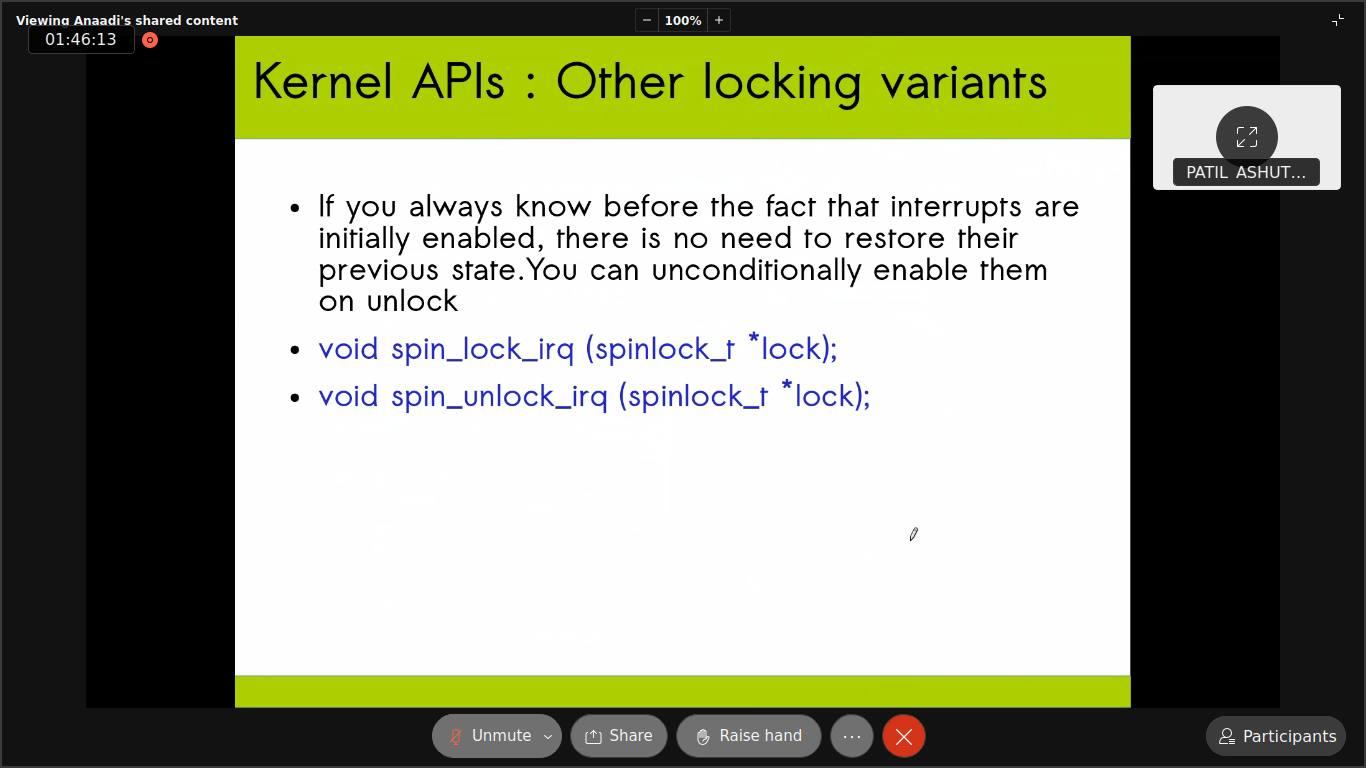 Viewing Anaadi's shared content
− 100% +
01:46:13
Kernel APIs : Other locking variants
PATIL ASHUT...
• If you always know before the fact that interrupts are
initially enabled, there is no need to restore their
previous state.You can unconditionally enable them
on unlock
• void spin_lock_irq (spinlock_t *lock);
• void spin_unlock_irq (spinlock_t *lock);
Unmute Share Raise hand ... Participants